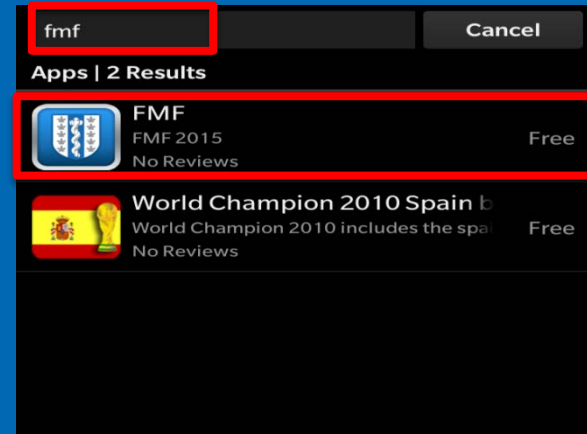 fmf
Cancel
Apps | 2 Results
FMF
FMF 2015
Free
No Reviews
World Champion 2010 Spain b
World Champion 2010 includes the spa
Free
No Reviews